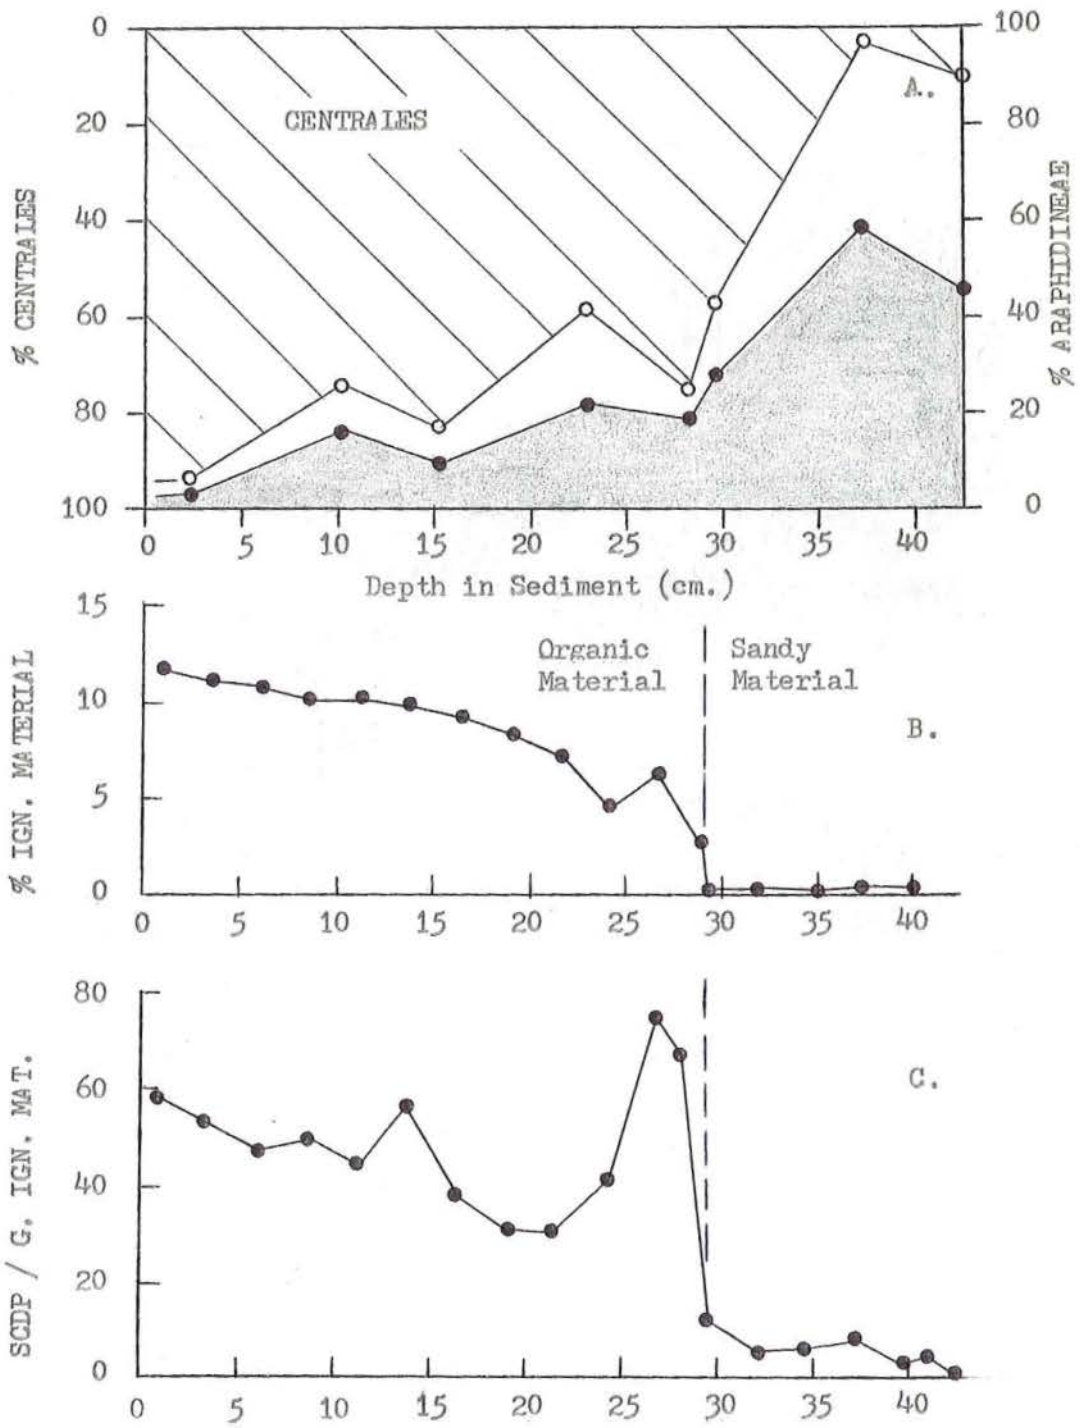 0
20
40
60
80
100
% CENTRALES
CENTRALES
A.
100
80
60
40
20
0
% ARAPHIDINEAE
0 5 10 15 20 25 30 35 40
Depth in Sediment (cm.)
15
10
5
0
% IGN. MATERIAL
Organic
Material
Sandy
Material
B.
0 5 10 15 20 25 30 35 40
80
60
40
20
0
SCDP / G. IGN. MAT.
C.
0 5 10 15 20 25 30 35 40